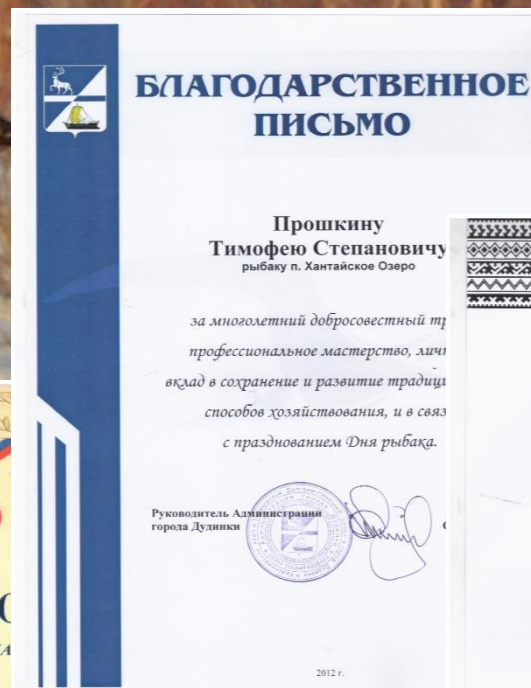 БЛАГОДАРСТВЕННОЕ
ПИСЬМО
Прошкину
Тимофею Степановичу
рыбаку п. Хантайское Озеро
за многолетний добросовестный
профессиональное мастерство,
вклад в сохранение и развитие
способов хозяйствования, и в
с празднованием Дня рыбака.
Руководитель Администрации
города Дудинки
2012 г.